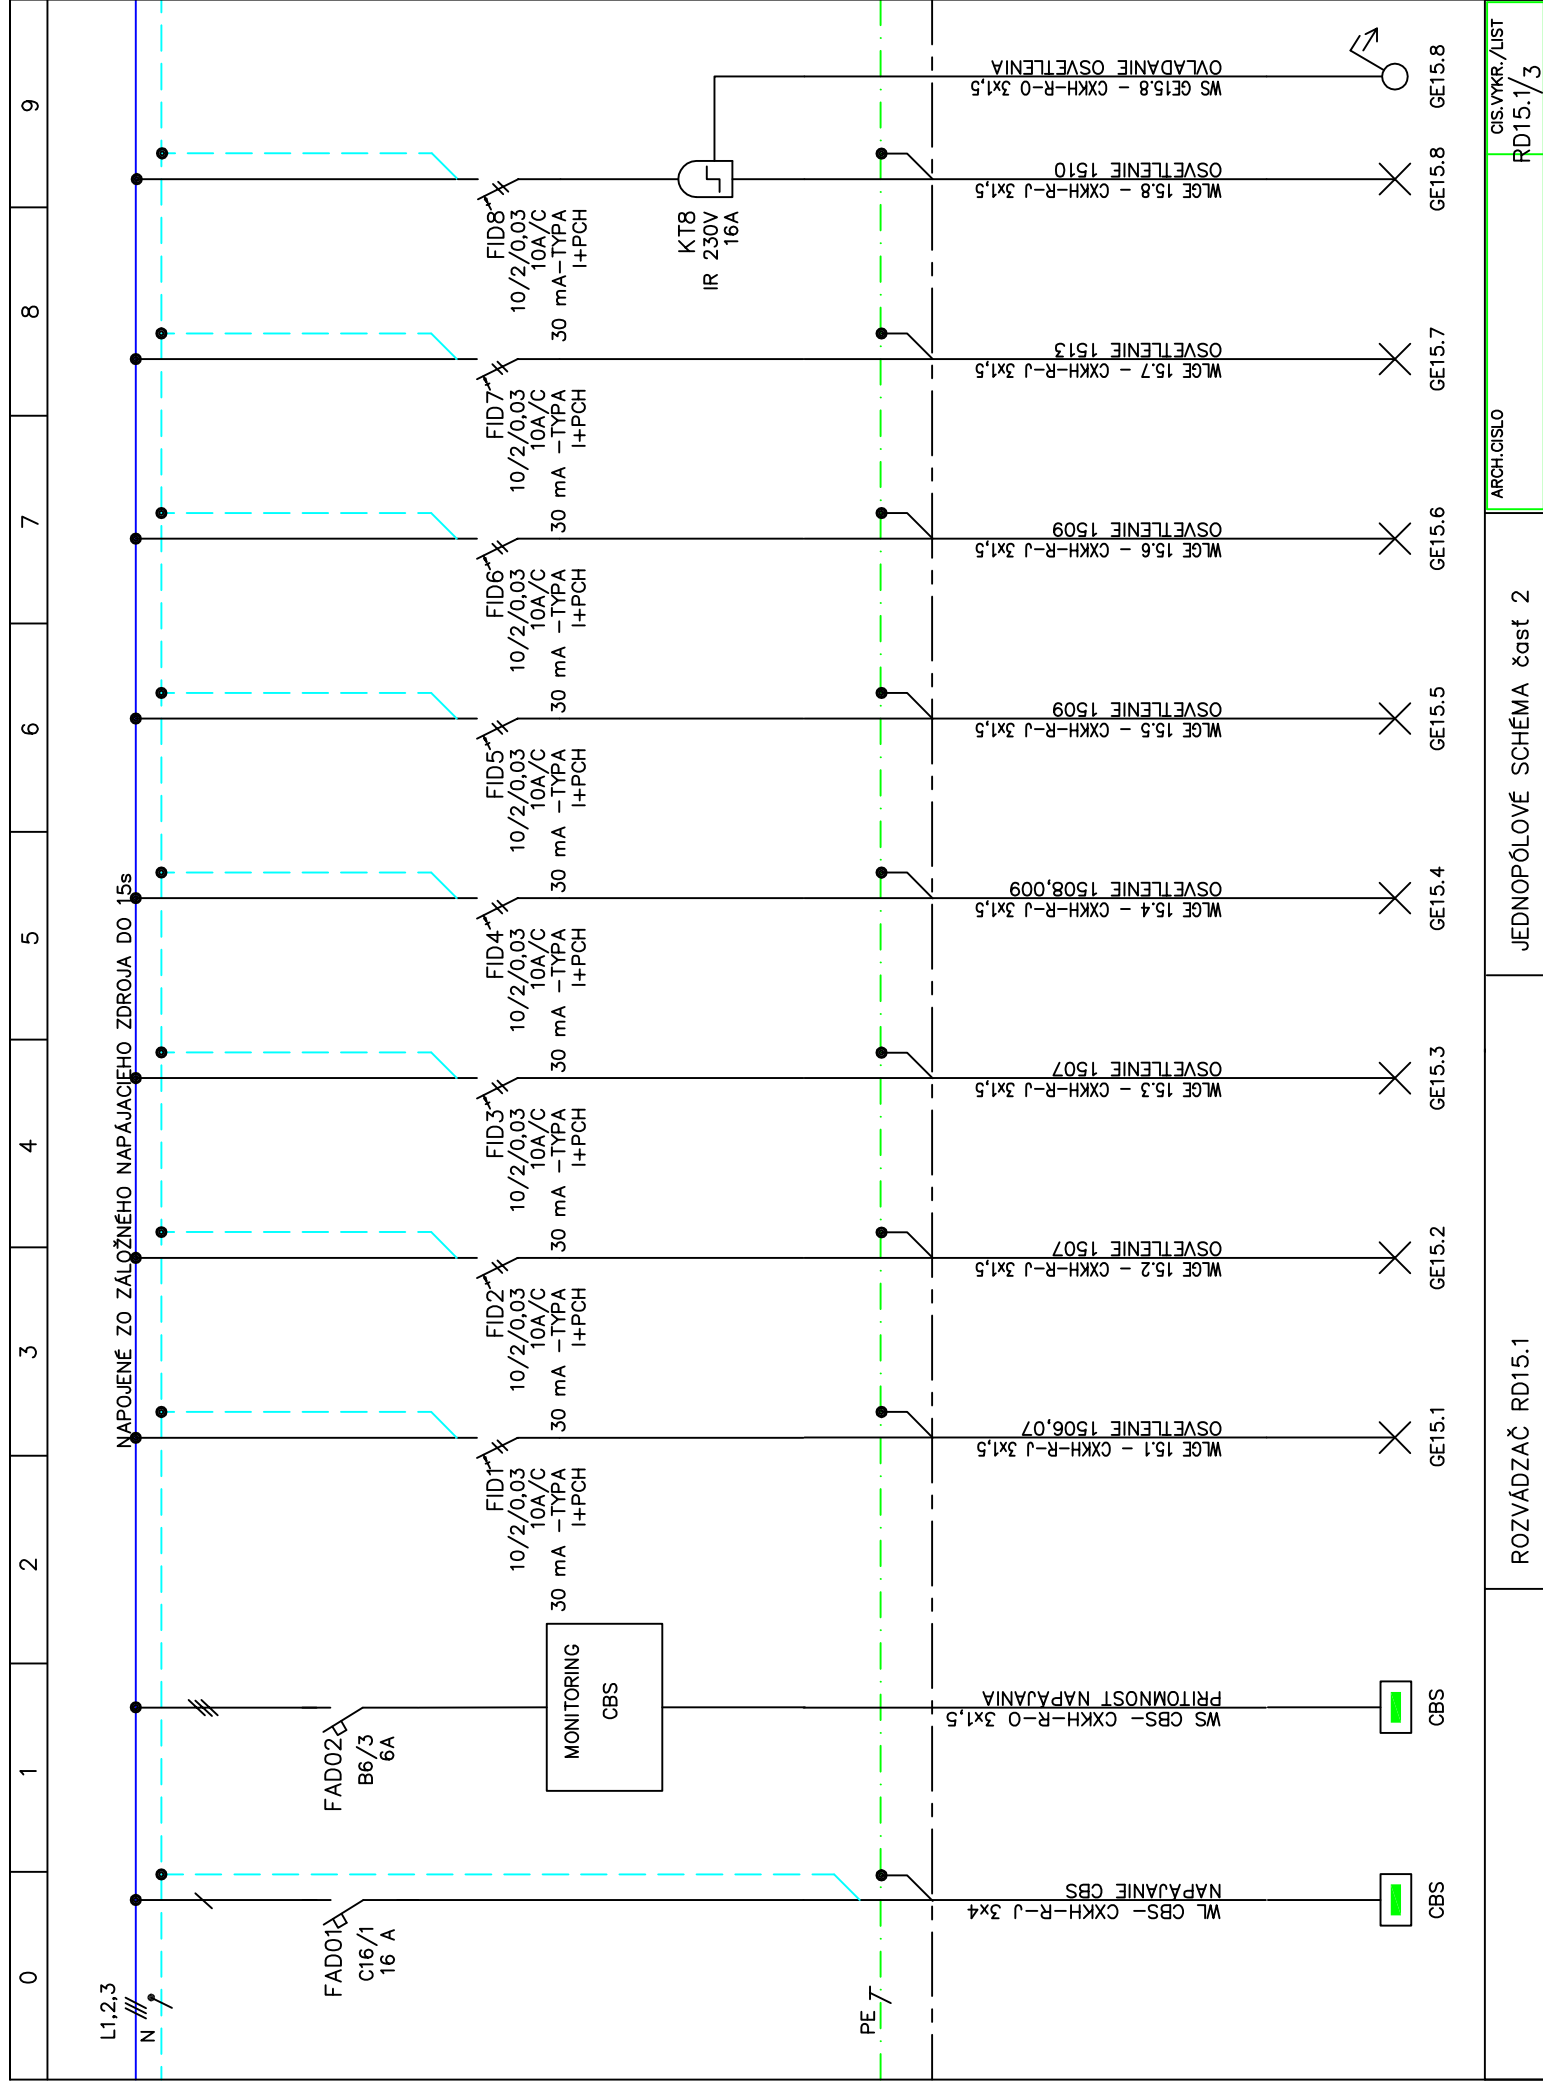 0 1 2 3 4 5 6 7 8 9
NAPOJENÉ ZO ZÁLOŽNÉHO NAPÁJACIEHO ZDROJA DO 15s
L1,2,3
N
PE
FAD01
C16/1
16 A
WL CBS- CXKH-R-J 3x4
NAPÁJANIE CBS
CBS
FAD02
B6/3
6A
MONITORING
CBS
WS CBS- CXKH-R-O 3x1,5
PRITOMNOST NAPÁJANIA
CBS
FID1
10/2/0,03
10A/C
30 mA -TYPA
I+PCH
WLGE 15.1 - CXKH-R-J 3x1,5
OSVETLENIE 1506,07
GE15.1
FID2
10/2/0,03
10A/C
30 mA -TYPA
I+PCH
WLGE 15.2 - CXKH-R-J 3x1,5
OSVETLENIE 1507
GE15.2
FID3
10/2/0,03
10A/C
30 mA -TYPA
I+PCH
WLGE 15.3 - CXKH-R-J 3x1,5
OSVETLENIE 1507
GE15.3
FID4
10/2/0,03
10A/C
30 mA -TYPA
I+PCH
WLGE 15.4 - CXKH-R-J 3x1,5
OSVETLENIE 1508,009
GE15.4
FID5
10/2/0,03
10A/C
30 mA -TYPA
I+PCH
WLGE 15.5 - CXKH-R-J 3x1,5
OSVETLENIE 1509
GE15.5
FID6
10/2/0,03
10A/C
30 mA -TYPA
I+PCH
WLGE 15.6 - CXKH-R-J 3x1,5
OSVETLENIE 1509
GE15.6
FID7
10/2/0,03
10A/C
30 mA -TYPA
I+PCH
WLGE 15.7 - CXKH-R-J 3x1,5
OSVETLENIE 1513
GE15.7
FID8
10/2/0,03
10A/C
30 mA-TYPA
I+PCH
KT8
IR 230V
16A
WLGE 15.8 - CXKH-R-J 3x1,5
OSVETLENIE 1510
GE15.8
WS GE15.8 - CXKH-R-O 3x1,5
OVLADANIE OSVETLENIA
GE15.8
ROZVÁDZAČ RD15.1
JEDNOPÓLOVÉ SCHÉMA časť 2
ARCH.CISLO
CIS.VYKR./LIST
RD15.1/3